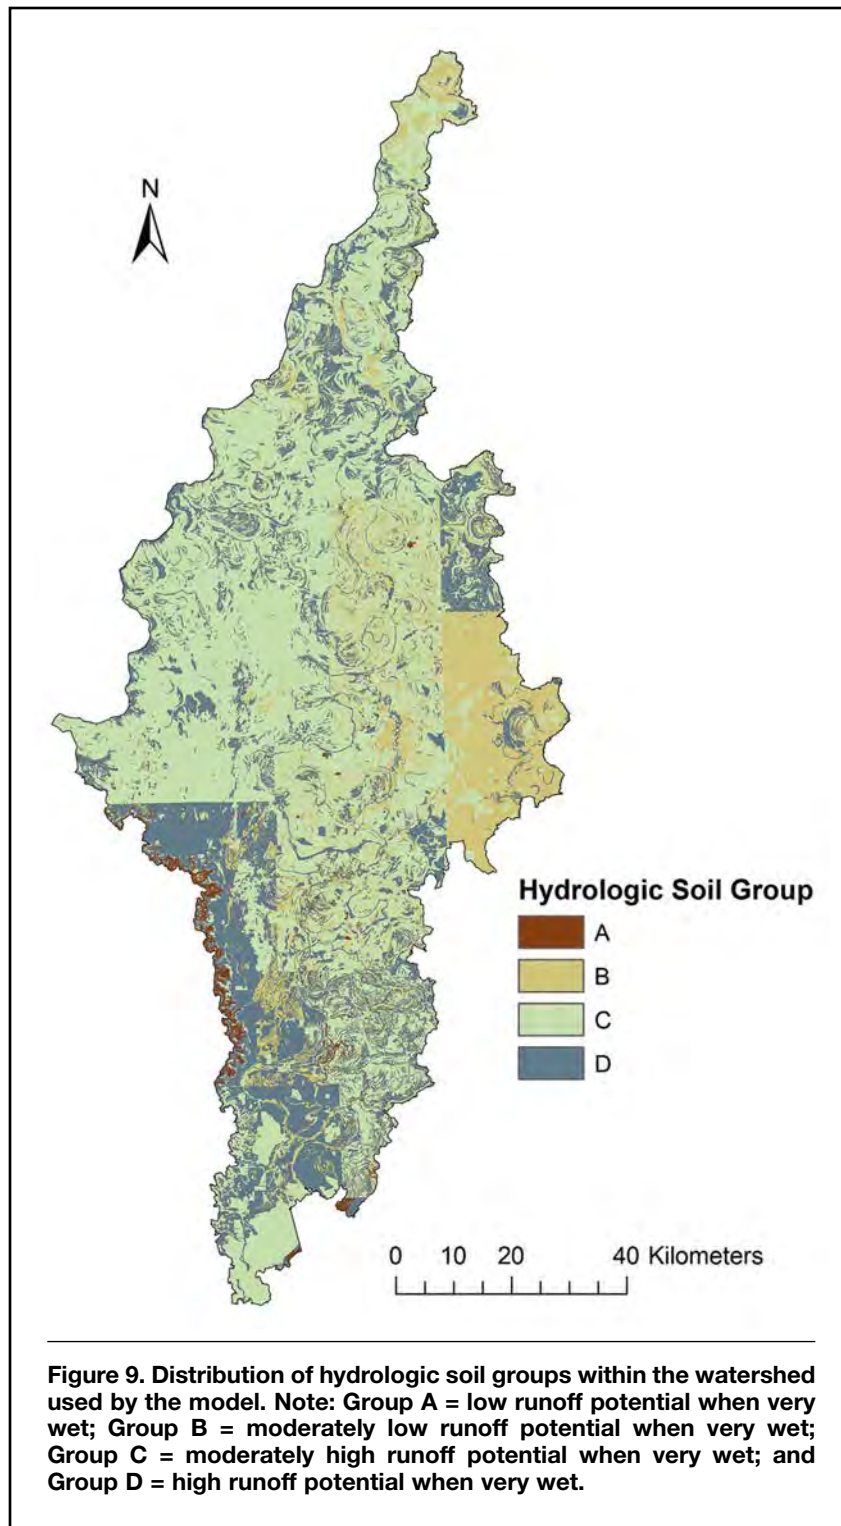 N
Hydrologic Soil Group
A
B
C
D
0 10 20 40 Kilometers
Figure 9. Distribution of hydrologic soil groups within the watershed
used by the model. Note: Group A = low runoff potential when very
wet; Group B = moderately low runoff potential when very wet;
Group C = moderately high runoff potential when very wet; and
Group D = high runoff potential when very wet.